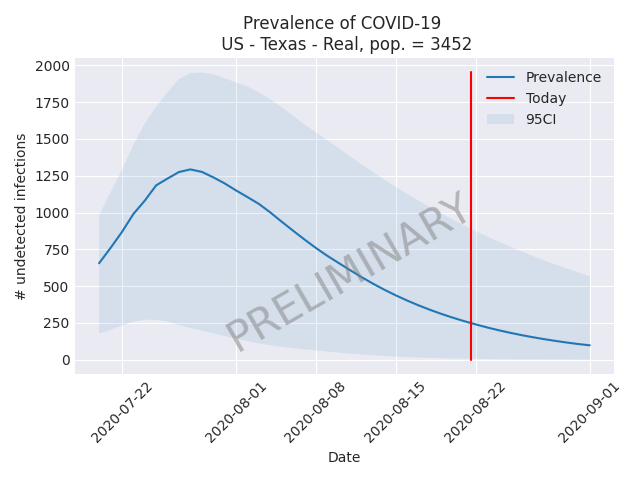 Prevalence of COVID-19
US - Texas - Real, pop. = 3452
# undetected infections
2000
1750
1500
1250
1000
750
500
250
0
Prevalence
Today
95CI
PRELIMINARY
2020-07-22
2020-08-01
2020-08-08
2020-08-15
2020-08-22
2020-09-01
Date